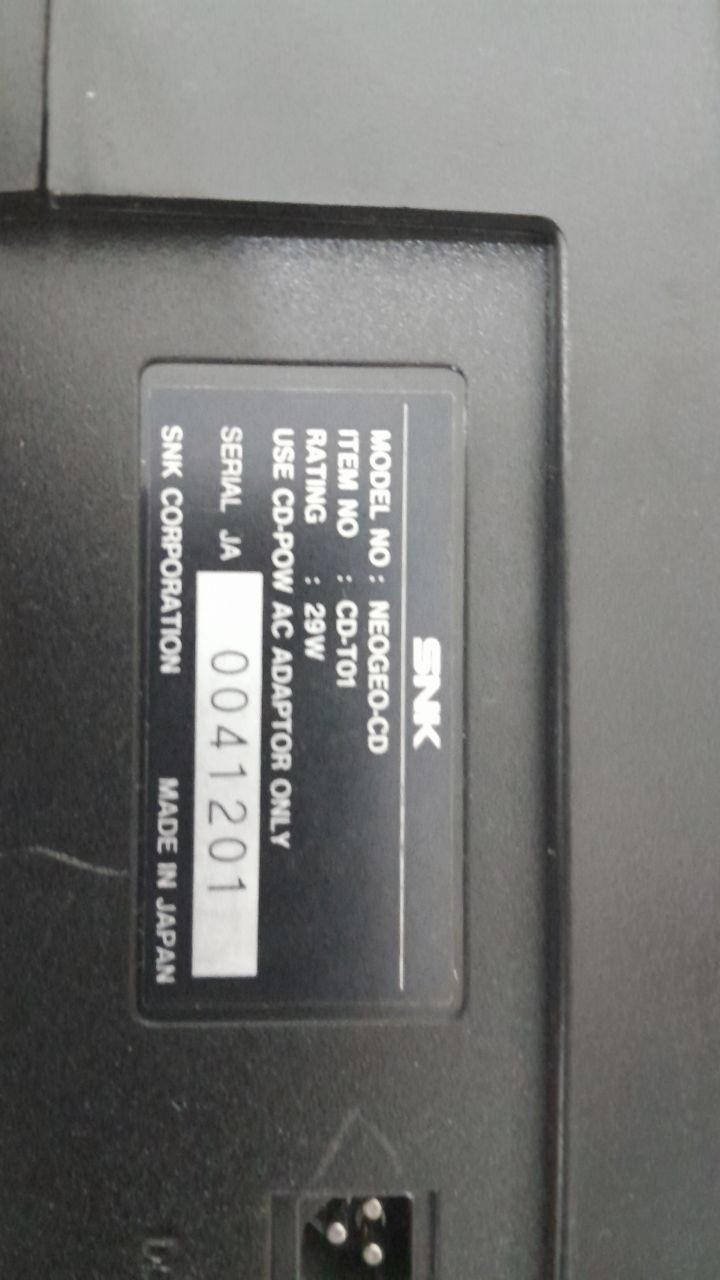 SNK
MODEL NO : NEOGEO-CD
ITEM NO : CD-T01
RATING : 29W
USE CD-POW AC ADAPTOR ONLY
SERIAL JA 0041201
SNK CORPORATION MADE IN JAPAN